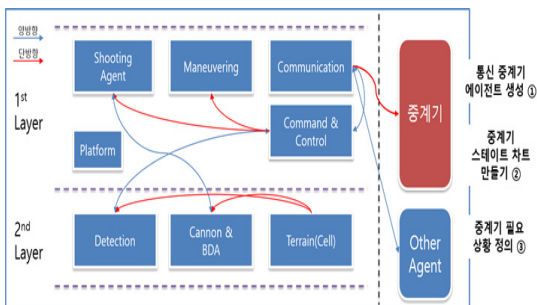 양방향
단방향
1st
Layer
Shooting
Agent
Maneuvering
Communication
Command &
Control
Platform
2nd
Layer
Detection
Cannon &
BDA
Terrain(Cell)
중계기
Other
Agent
통신 중계기
에이전트 생성 ①
중계기
스테이트 차트
만들기 ②
중계기 필요
상황 정의 ③